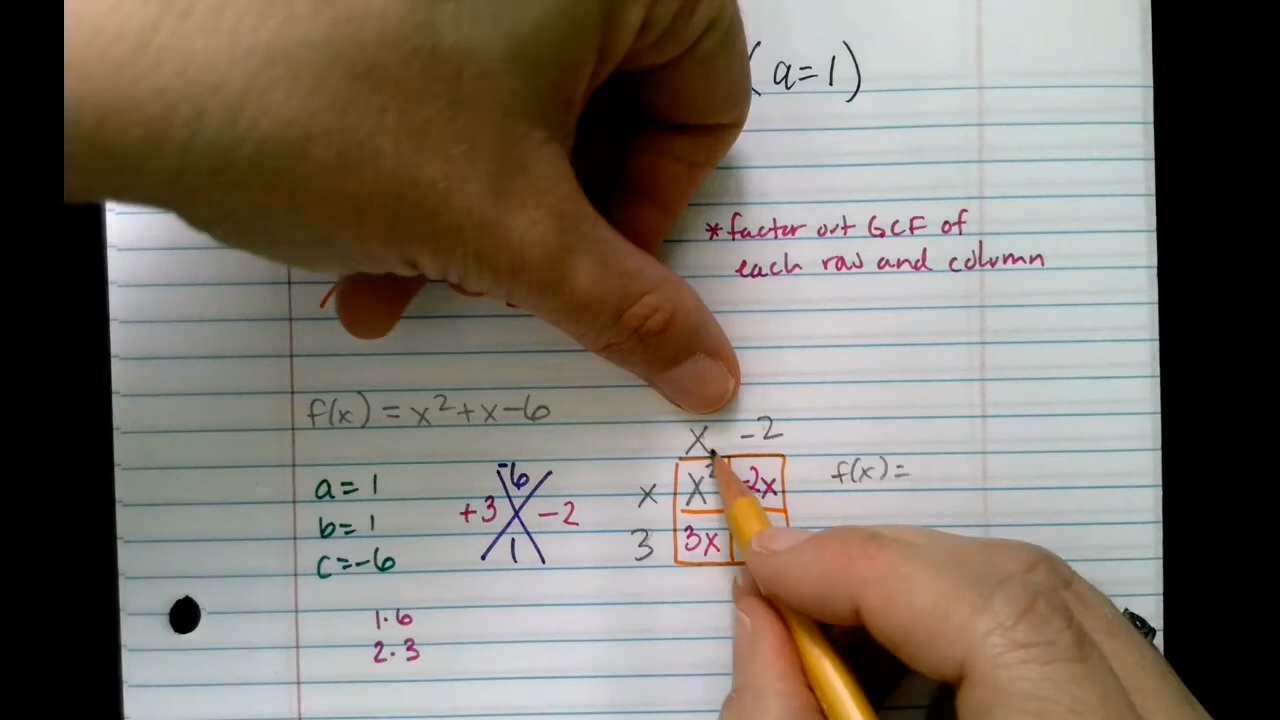 (a=1)
*factor out GCF of
each row and column
f(x) = x²+x-6
x -2
a = 1
b = 1
c = -6
-6
+3 -2
1
x x² -2x
3 3x
f(x) =
1·6
2·3